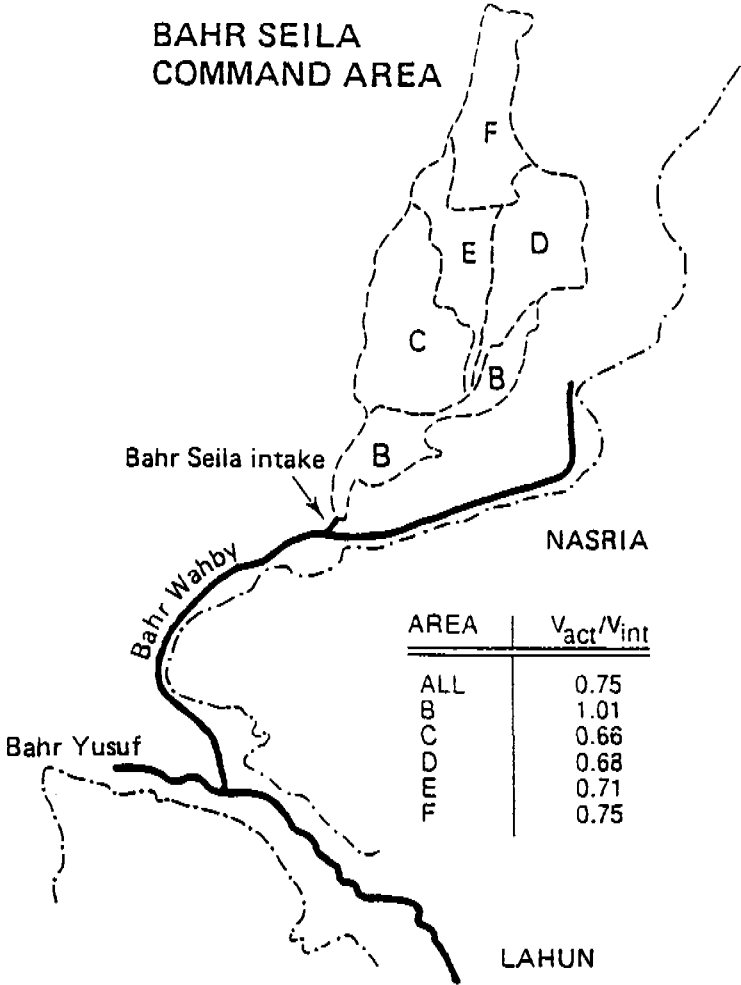 BAHR SEILA
COMMAND AREA
F
E
D
C
B
B
Bahr Seila intake
NASRIA
Bahr Wahby
AREA Vact/Vint
ALL 0.75
B 1.01
C 0.66
D 0.68
E 0.71
F 0.75
Bahr Yusuf
LAHUN